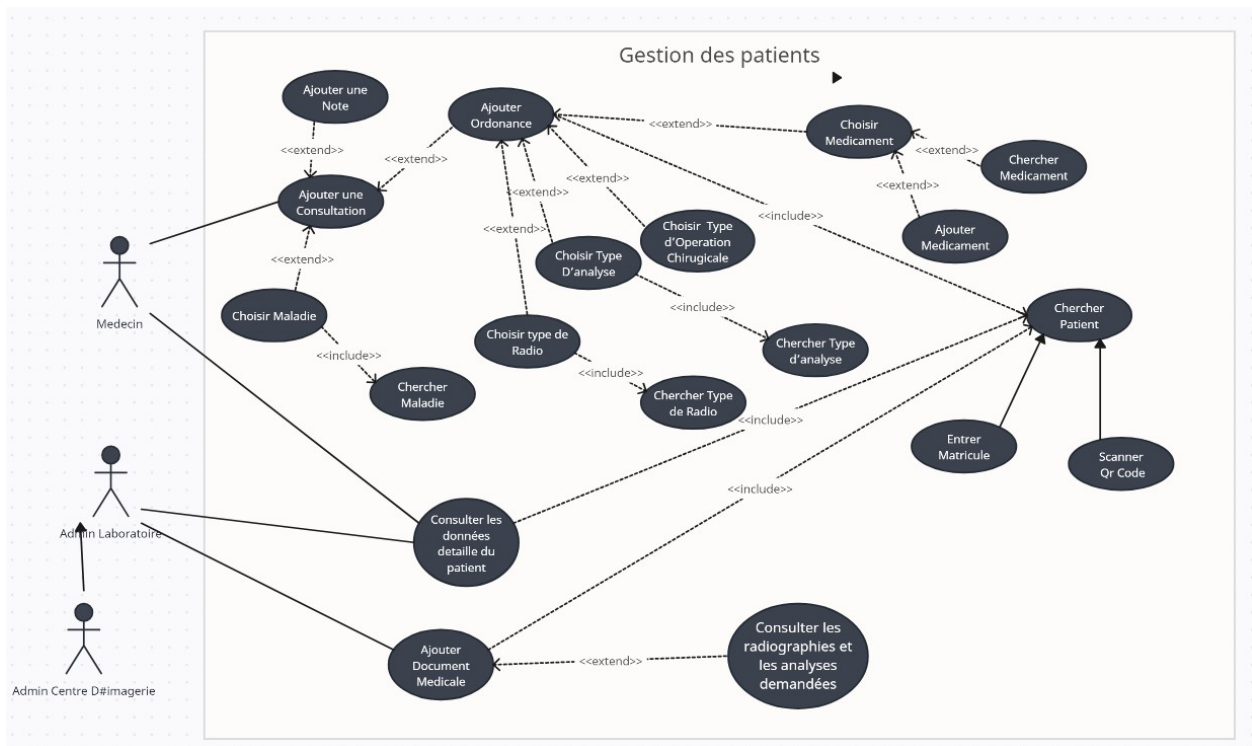 Gestion des patients
Ajouter une
Note
Ajouter
Ordonance
<<extend>>
Choisir
Medicament
<<extend>>
<<extend>>
<<extend>>
Chercher
Medicament
<<extend>>
<<extend>>
<<extend>>
Ajouter une
Consultation
<<include>>
<<extend>>
Choisir Type
d'Operation
Chirugicale
Ajouter
Medicament
<<extend>>
Choisir Type
D'analyse
Medecin
Choisir Maladie
<<include>>
Chercher
Patient
Choisir type de
Radio
Chercher Type
d'analyse
<<include>>
<<include>>
Chercher
Maladie
Chercher Type
de Radio
<<include>>
Entrer
Matricule
Scanner
Qr Code
<<include>>
Admin Laboratoire
Consulter les
données
detaille du
patient
Ajouter
Document
Medicale
<<extend>>
Consulter les
radiographies et
les analyses
demandées
Admin Centre D#imagerie